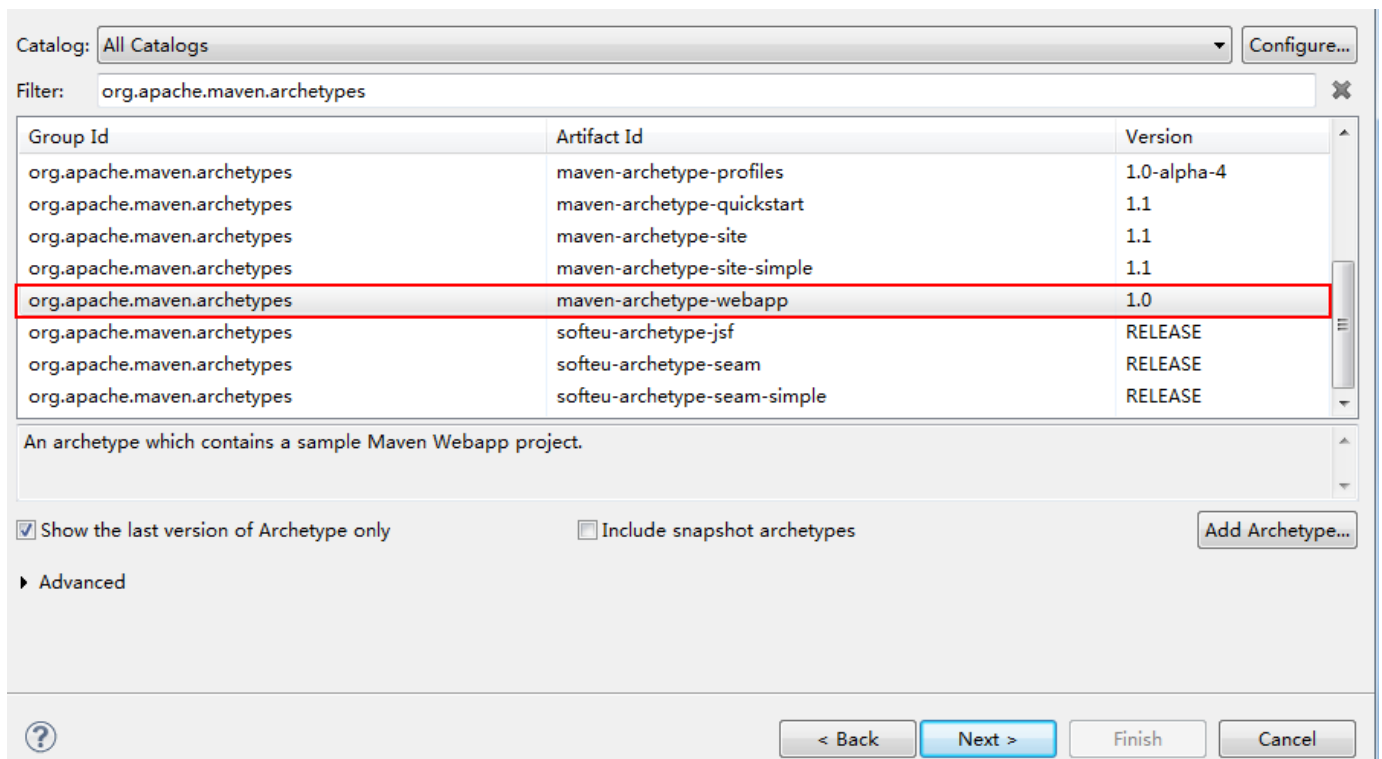 Catalog: All Catalogs Configure...
Filter: org.apache.maven.archetypes
Group Id Artifact Id Version
org.apache.maven.archetypes maven-archetype-profiles 1.0-alpha-4
org.apache.maven.archetypes maven-archetype-quickstart 1.1
org.apache.maven.archetypes maven-archetype-site 1.1
org.apache.maven.archetypes maven-archetype-site-simple 1.1
org.apache.maven.archetypes maven-archetype-webapp 1.0
org.apache.maven.archetypes softeu-archetype-jsf RELEASE
org.apache.maven.archetypes softeu-archetype-seam RELEASE
org.apache.maven.archetypes softeu-archetype-seam-simple RELEASE
An archetype which contains a sample Maven Webapp project.
Show the last version of Archetype only Include snapshot archetypes Add Archetype...
Advanced
? < Back Next > Finish Cancel